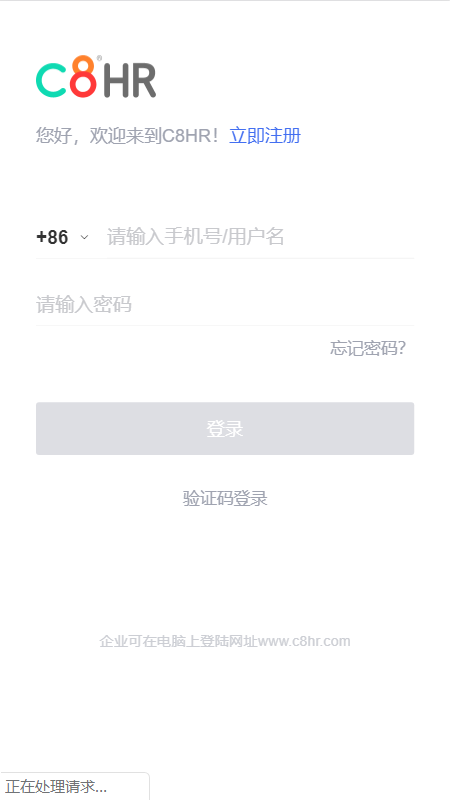 C8HR®
您好，欢迎来到C8HR！立即注册
+86 请输入手机号/用户名
请输入密码
忘记密码？
登录
验证码登录
企业可在电脑上登陆网址www.c8hr.com
正在处理请求...